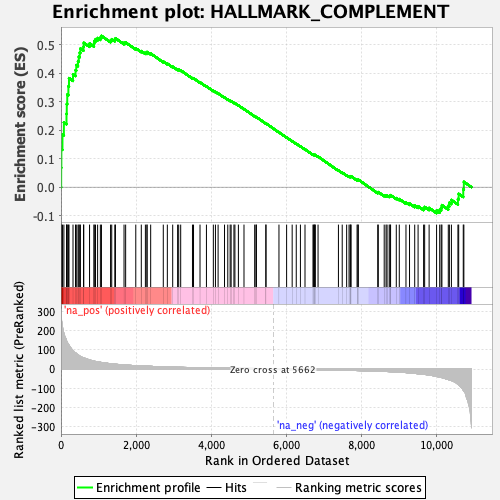 Enrichment plot: HALLMARK_COMPLEMENT
Enrichment score (ES)
0.5
0.4
0.3
0.2
0.1
0.0
-0.1
'na_pos' (positively correlated)
Ranked list metric (PreRanked)
300
200
100
0
-100
-200
-300
Zero cross at 5662
'na_neg' (negatively correlated)
0
2,000
4,000
6,000
8,000
10,000
Rank in Ordered Dataset
Enrichment profile
Hits
Ranking metric scores